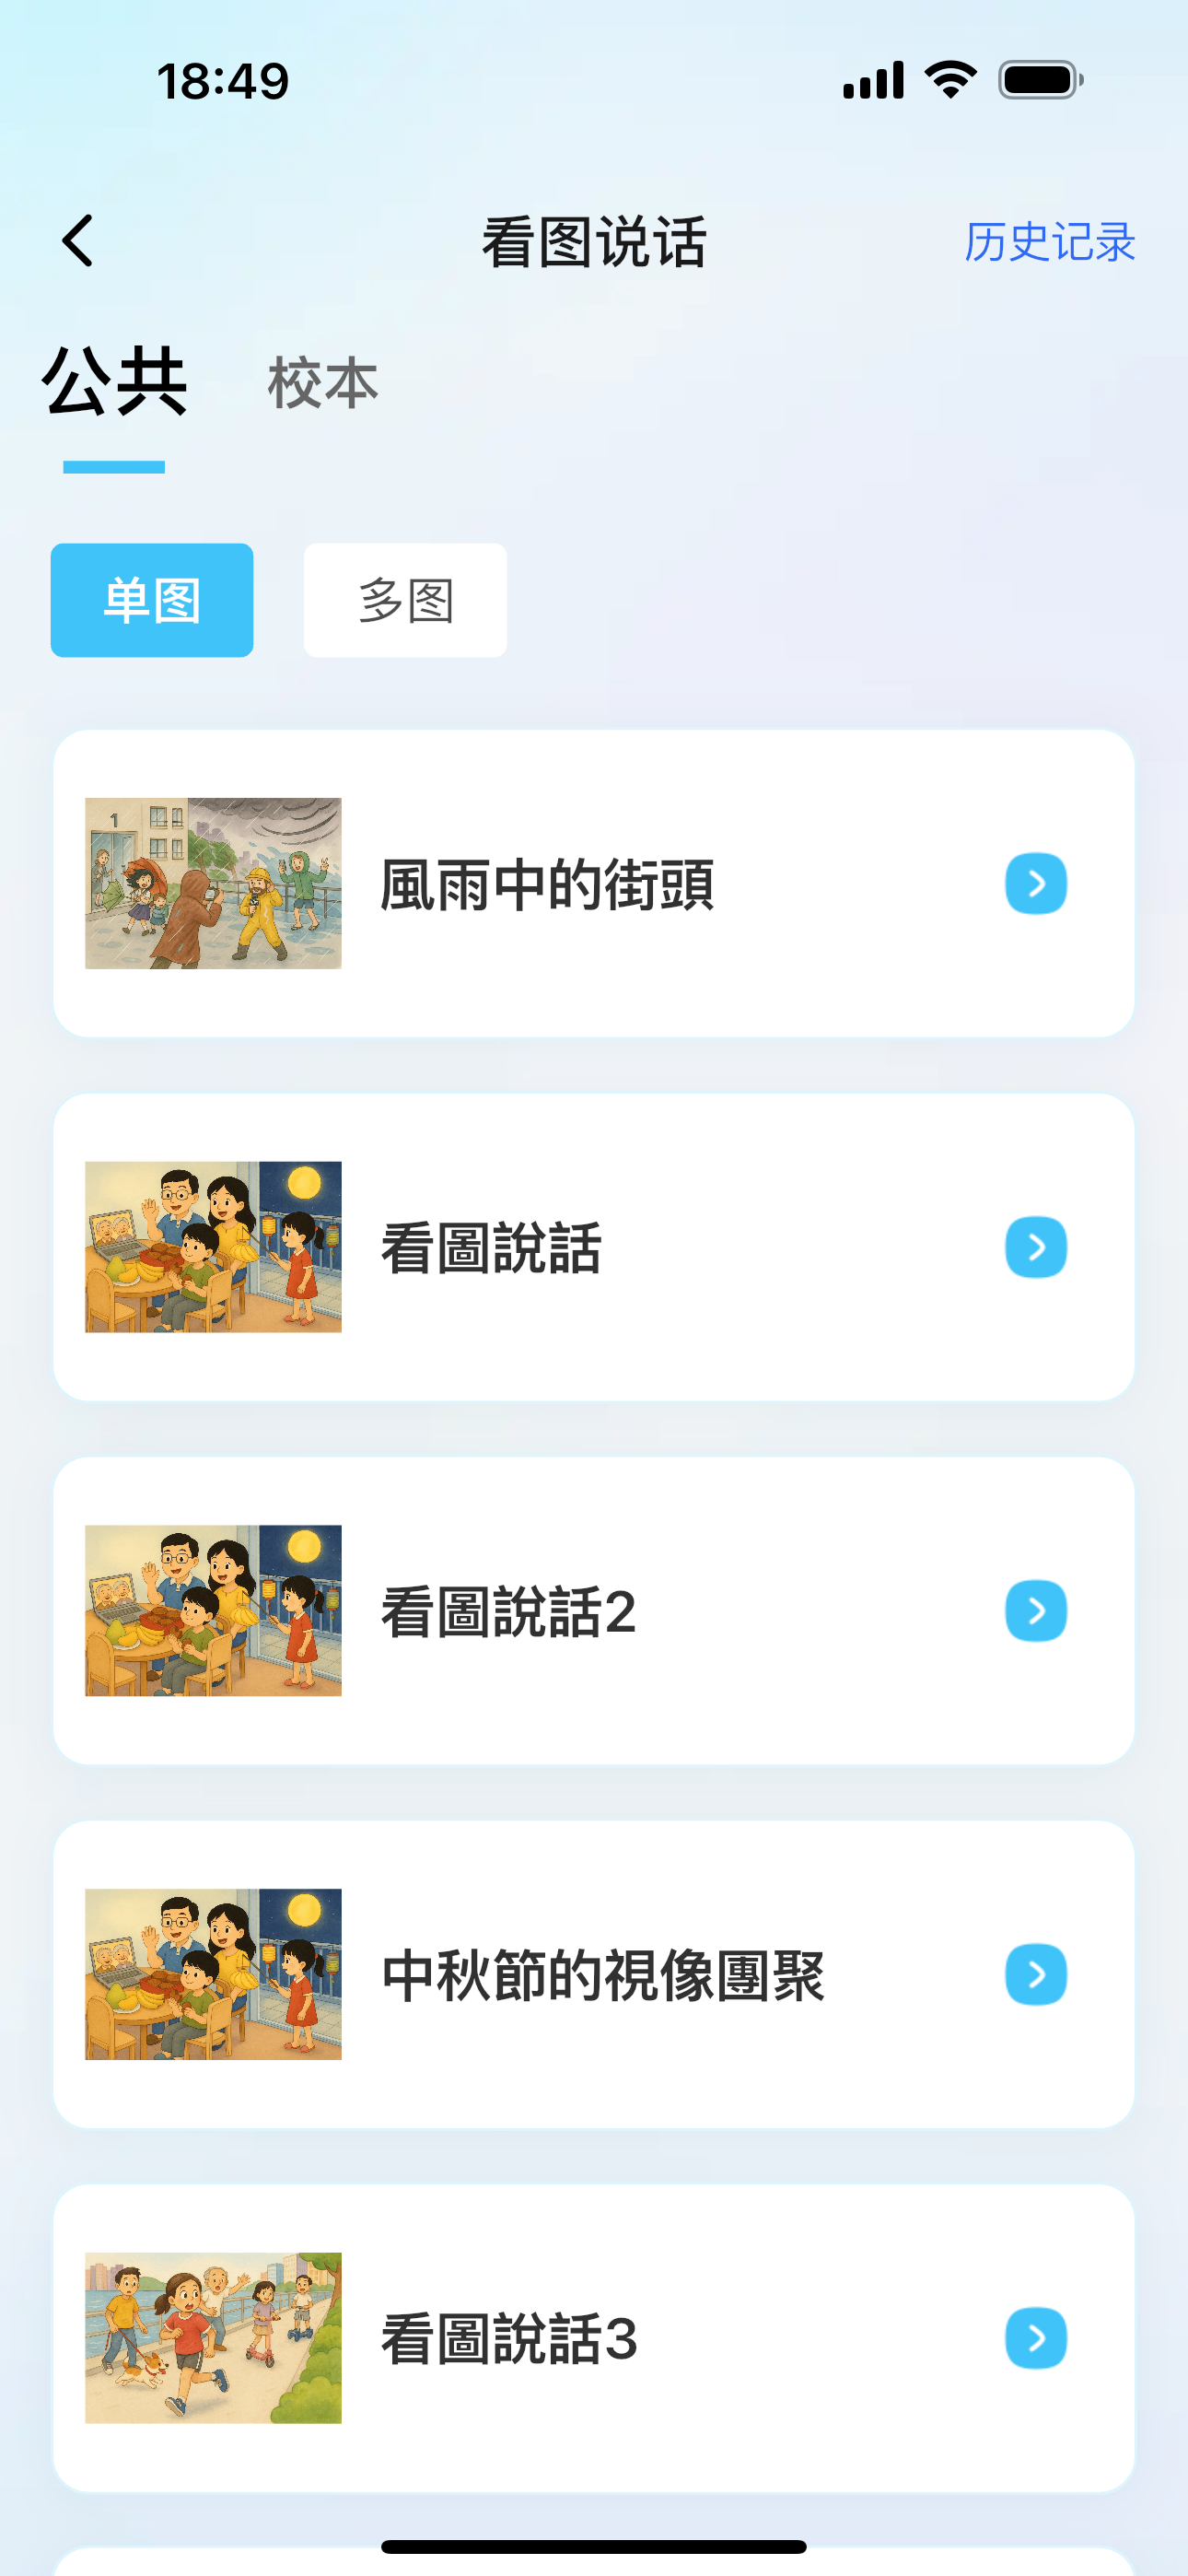 18:49
看图说话
历史记录
公共
校本
单图
多图
1
風雨中的街頭
看圖說話
看圖說話2
中秋節的視像團聚
看圖說話3